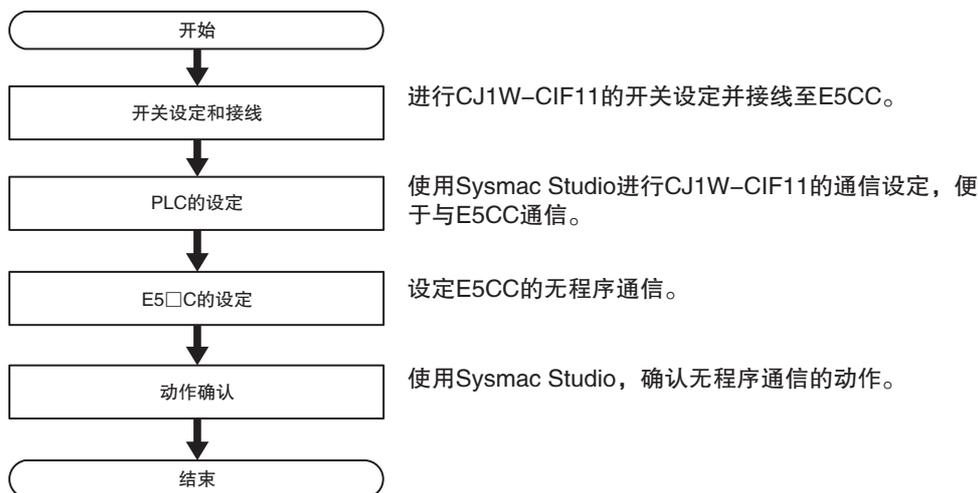 开始
开关设定和接线
进行CJ1W–CIF11的开关设定并接线至E5CC。
PLC的设定
使用Sysmac Studio进行CJ1W–CIF11的通信设定，便
于与E5CC通信。
E5□C的设定
设定E5CC的无程序通信。
动作确认
使用Sysmac Studio，确认无程序通信的动作。
结束